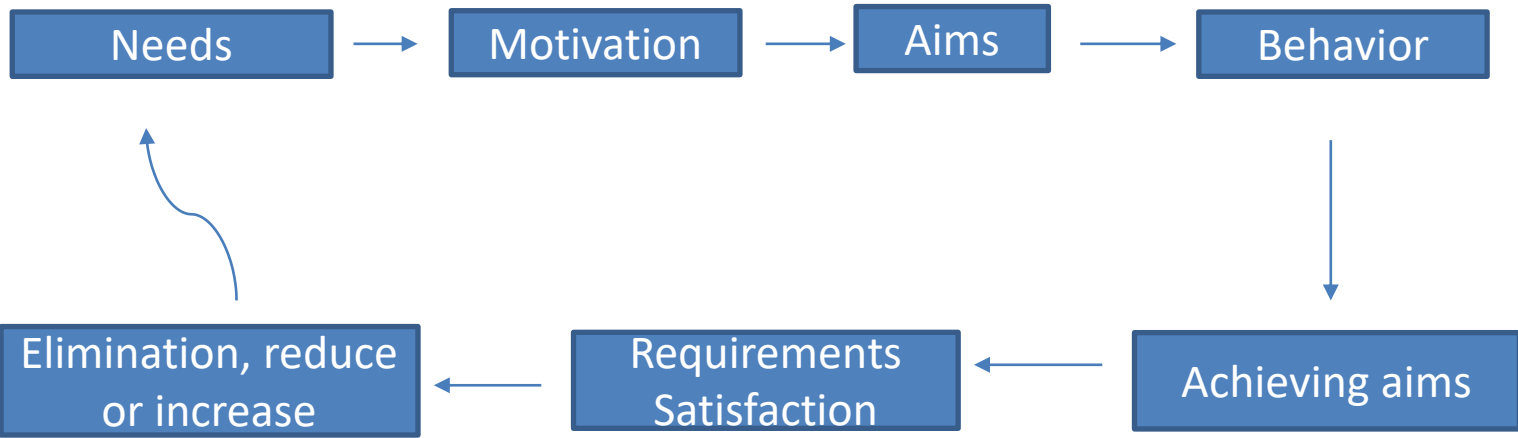 Needs
Motivation
Aims
Behavior
Elimination, reduce
or increase
Requirements
Satisfaction
Achieving aims